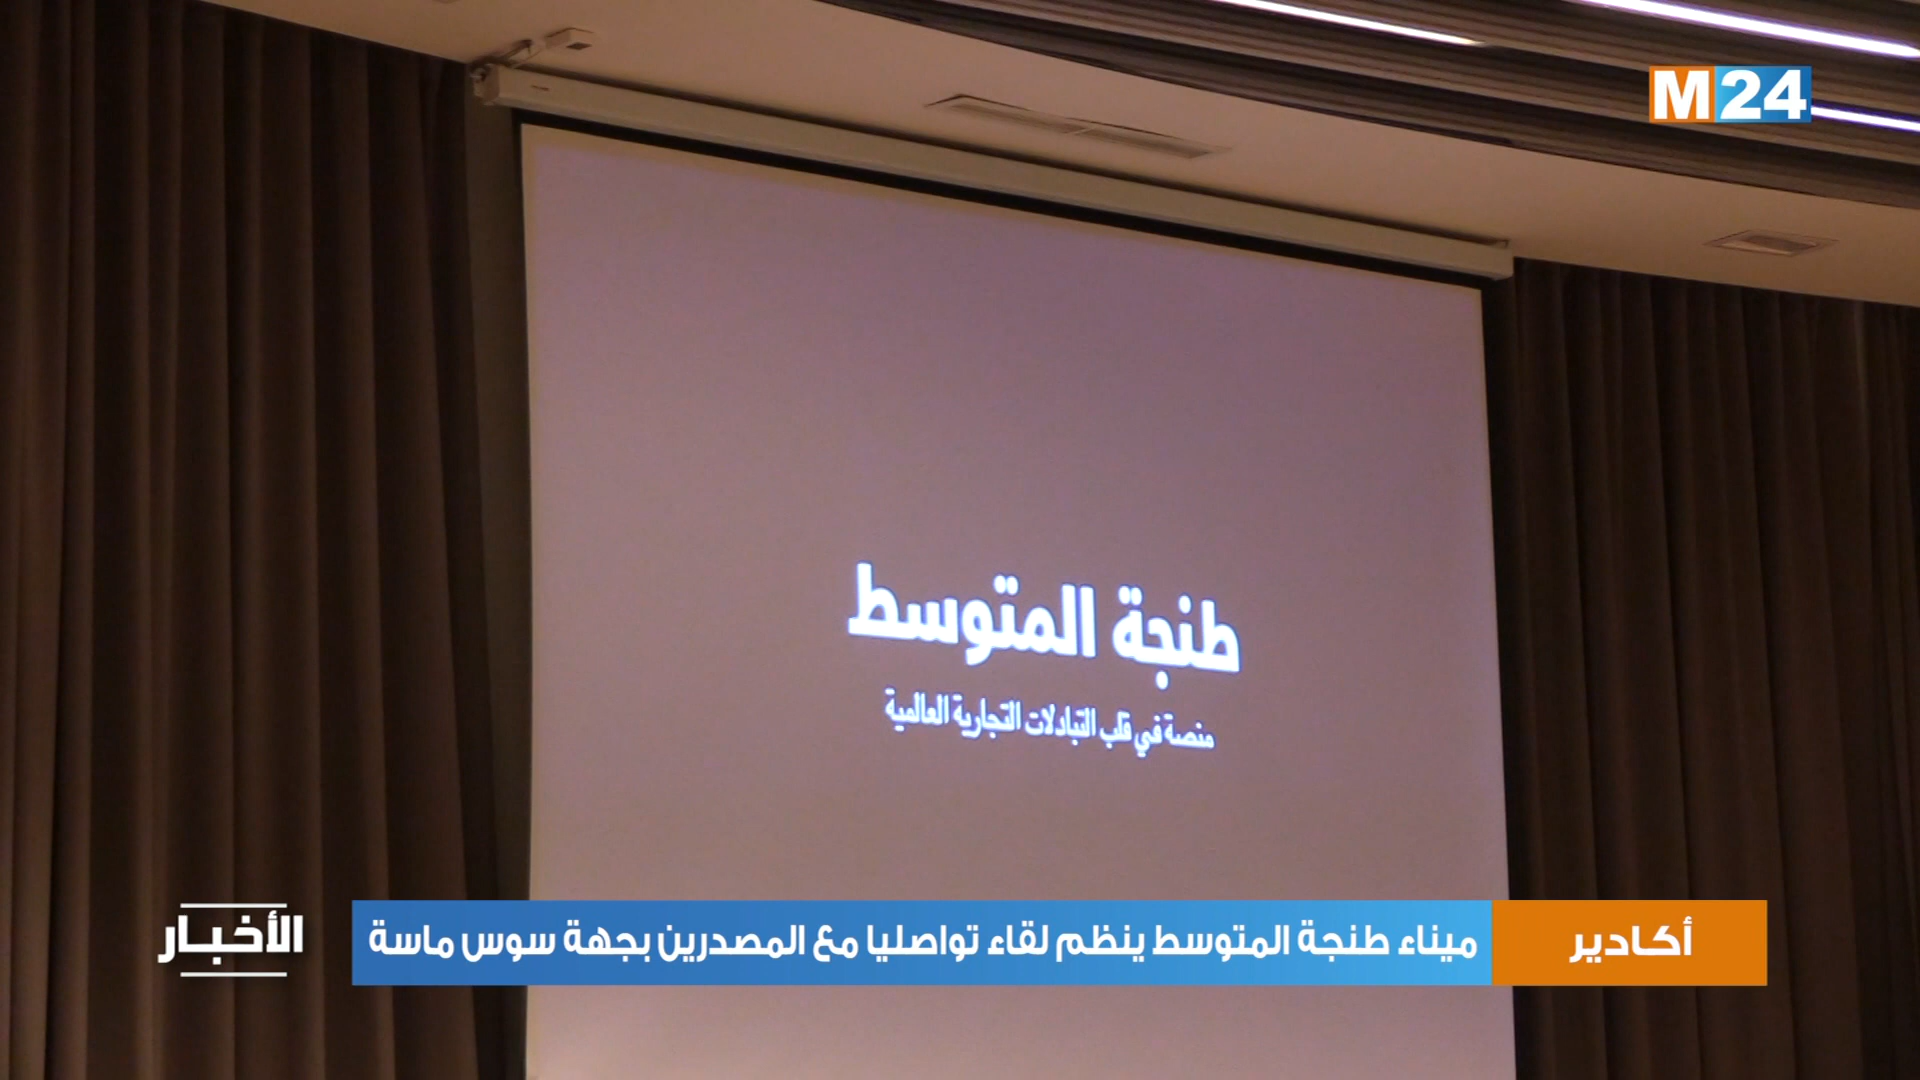 M24
طنجة المتوسط
منصة في قلب التبادلات التجارية العالمية
أكادير
ميناء طنجة المتوسط ينظم لقاء تواصليا مع المصدرين بجهة سوس ماسة
الأخبار